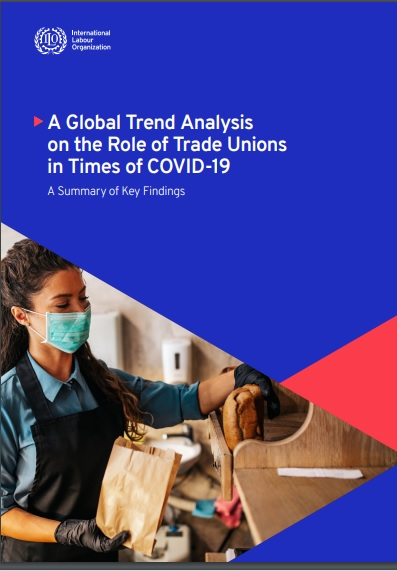 International
Labour
Organization
A Global Trend Analysis
on the Role of Trade Unions
in Times of COVID-19
A Summary of Key Findings